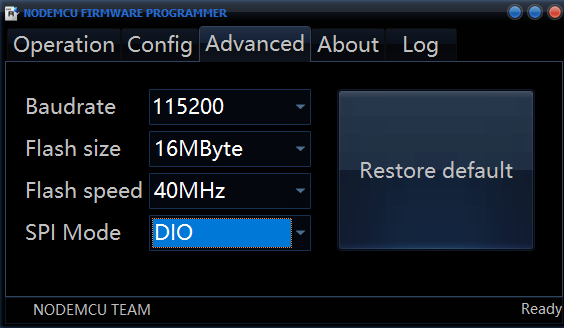 NODEMCU FIRMWARE PROGRAMMER
Operation Config Advanced About Log
Baudrate 115200
Flash size 16MByte
Flash speed 40MHz
SPI Mode DIO
Restore default
NODEMCU TEAM Ready